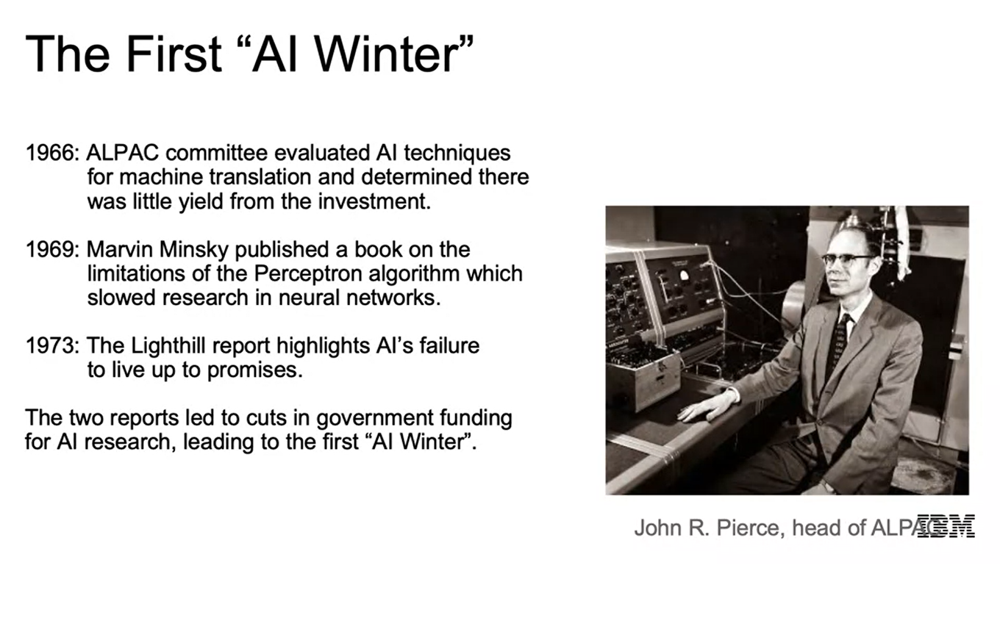 The First “AI Winter”
1966: ALPAC committee evaluated AI techniques
for machine translation and determined there
was little yield from the investment.
1969: Marvin Minsky published a book on the
limitations of the Perceptron algorithm which
slowed research in neural networks.
1973: The Lighthill report highlights AI’s failure
to live up to promises.
The two reports led to cuts in government funding
for AI research, leading to the first “AI Winter”.
John R. Pierce, head of ALPAC
IBM